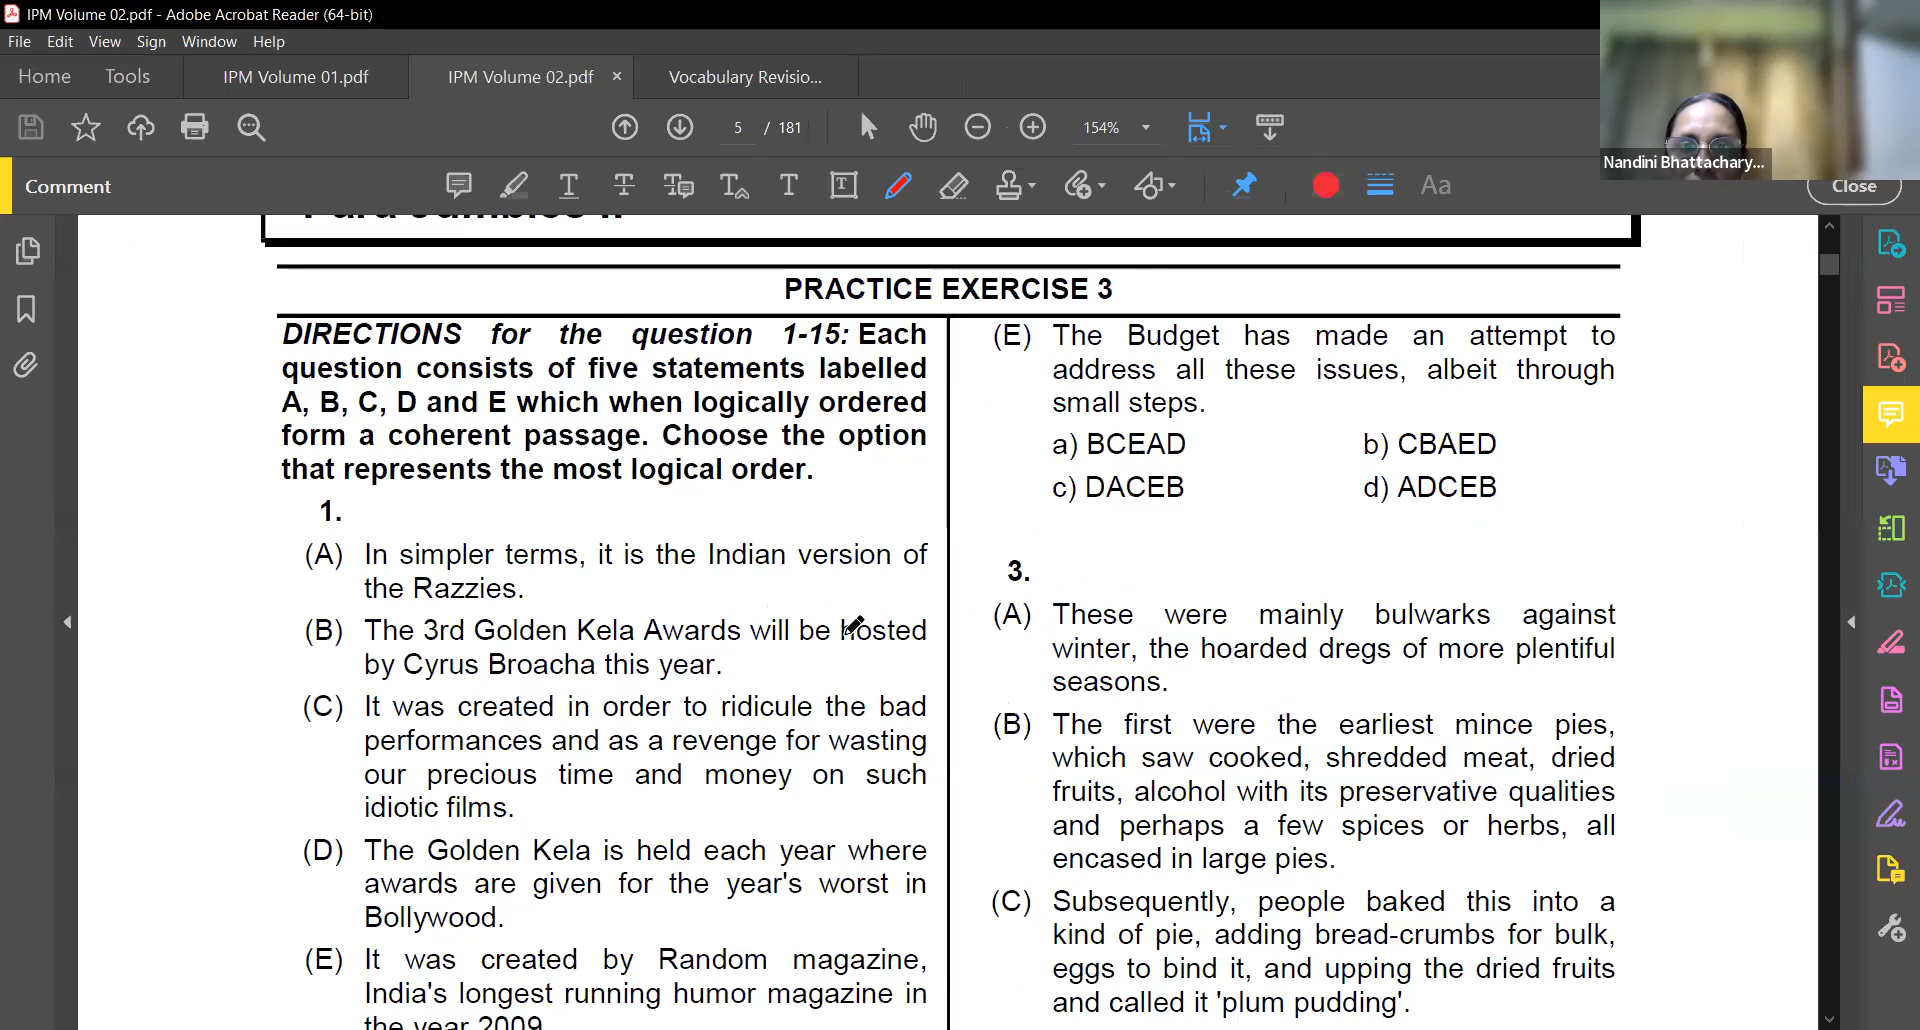 IPM Volume 02.pdf - Adobe Acrobat Reader (64-bit)
File Edit View Sign Window Help
Home Tools IPM Volume 01.pdf IPM Volume 02.pdf × Vocabulary Revisio...
5 / 181 154%
Nandini Bhattachary...
Comment
Close
PRACTICE EXERCISE 3
DIRECTIONS for the question 1-15: Each
question consists of five statements labelled
A, B, C, D and E which when logically ordered
form a coherent passage. Choose the option
that represents the most logical order.
1.
(A) In simpler terms, it is the Indian version of
the Razzies.
(B) The 3rd Golden Kela Awards will be hosted
by Cyrus Broacha this year.
(C) It was created in order to ridicule the bad
performances and as a revenge for wasting
our precious time and money on such
idiotic films.
(D) The Golden Kela is held each year where
awards are given for the year's worst in
Bollywood.
(E) It was created by Random magazine,
India's longest running humor magazine in
the year 2009
(E) The Budget has made an attempt to
address all these issues, albeit through
small steps.
a) BCEAD b) CBAED
c) DACEB d) ADCEB
3.
(A) These were mainly bulwarks against
winter, the hoarded dregs of more plentiful
seasons.
(B) The first were the earliest mince pies,
which saw cooked, shredded meat, dried
fruits, alcohol with its preservative qualities
and perhaps a few spices or herbs, all
encased in large pies.
(C) Subsequently, people baked this into a
kind of pie, adding bread-crumbs for bulk,
eggs to bind it, and upping the dried fruits
and called it 'plum pudding'.